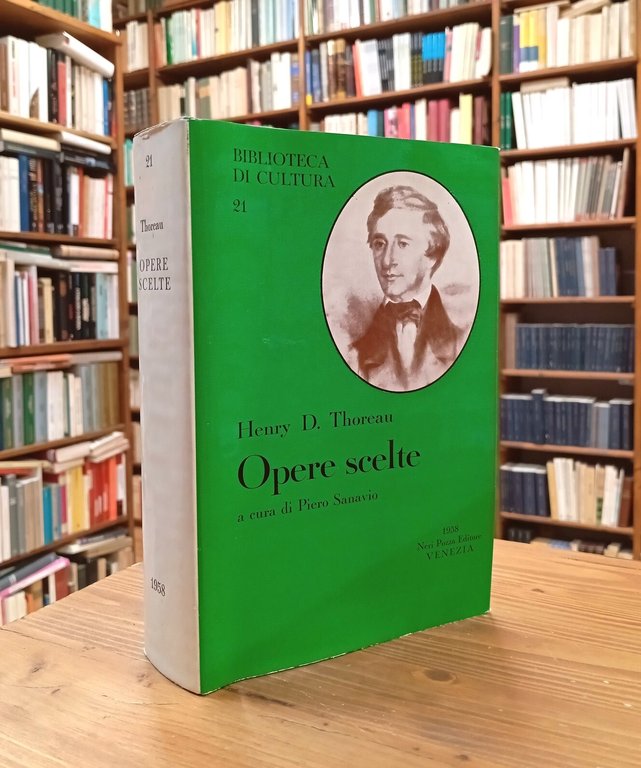 21
Thoreau
OPERE
SCELTE
1958
BIBLIOTECA
DI CULTURA
21
Henry D. Thoreau
Opere scelte
a cura di Piero Sanavio
1958
Neri Pozza Editore
VENEZIA